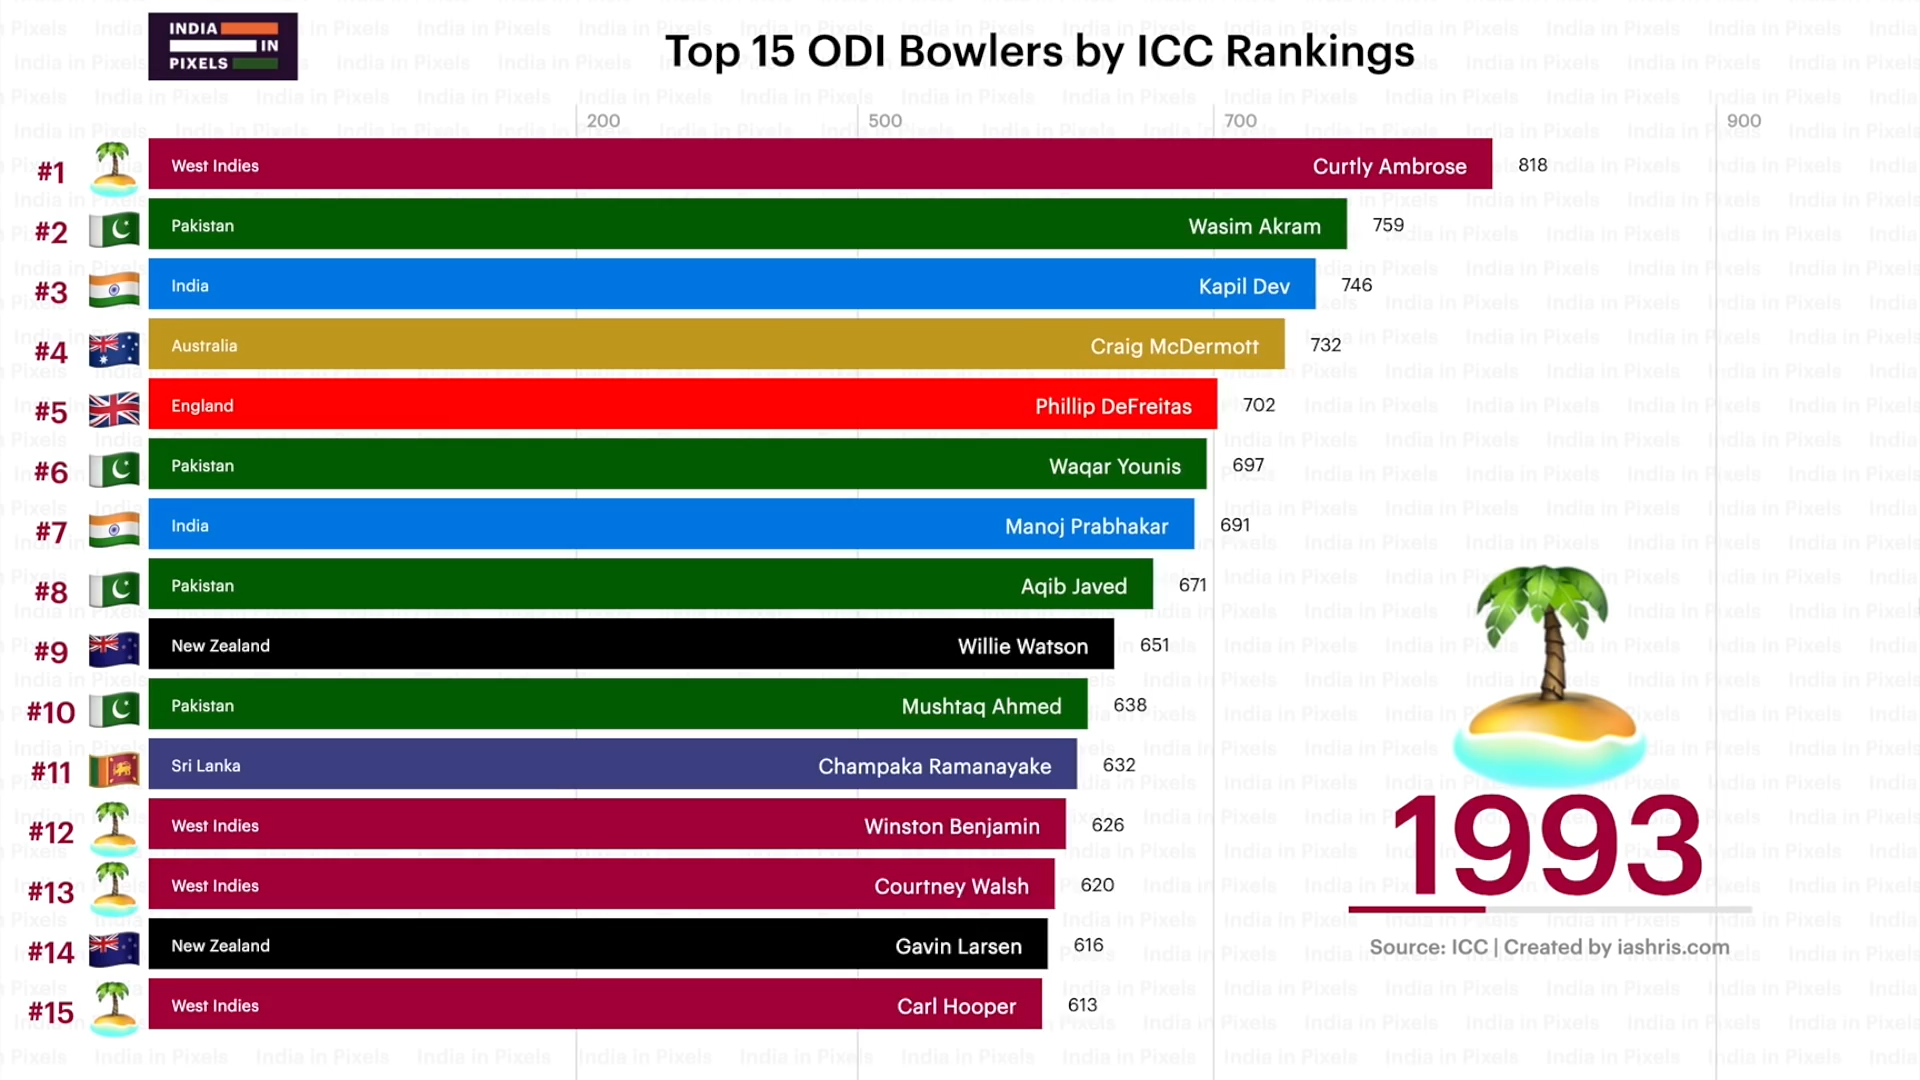 INDIA
IN
PIXELS
Top 15 ODI Bowlers by ICC Rankings
200 500 700 900
#1 West Indies Curtly Ambrose 818
#2 Pakistan Wasim Akram 759
#3 India Kapil Dev 746
#4 Australia Craig McDermott 732
#5 England Phillip DeFreitas 702
#6 Pakistan Waqar Younis 697
#7 India Manoj Prabhakar 691
#8 Pakistan Aqib Javed 671
#9 New Zealand Willie Watson 651
#10 Pakistan Mushtaq Ahmed 638
#11 Sri Lanka Champaka Ramanayake 632
#12 West Indies Winston Benjamin 626
#13 West Indies Courtney Walsh 620
#14 New Zealand Gavin Larsen 616
#15 West Indies Carl Hooper 613
1993
Source: ICC | Created by iashris.com
India in Pixels